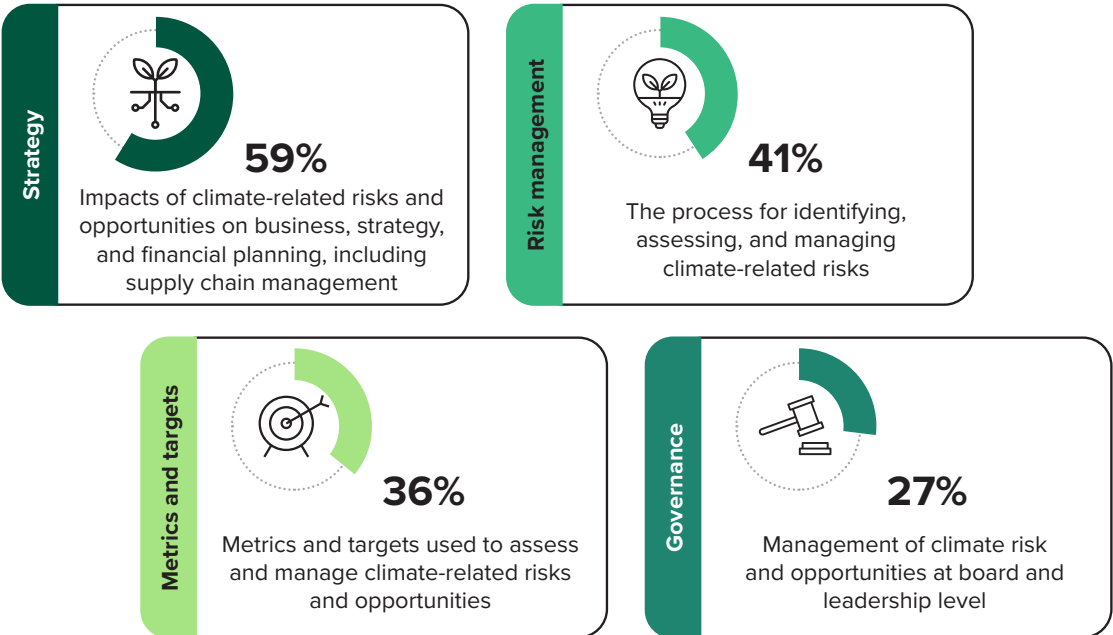 Strategy
59%
Impacts of climate-related risks and
opportunities on business, strategy,
and financial planning, including
supply chain management
Risk management
41%
The process for identifying,
assessing, and managing
climate-related risks
Metrics and targets
36%
Metrics and targets used to assess
and manage climate-related risks
and opportunities
Governance
27%
Management of climate risk
and opportunities at board and
leadership level